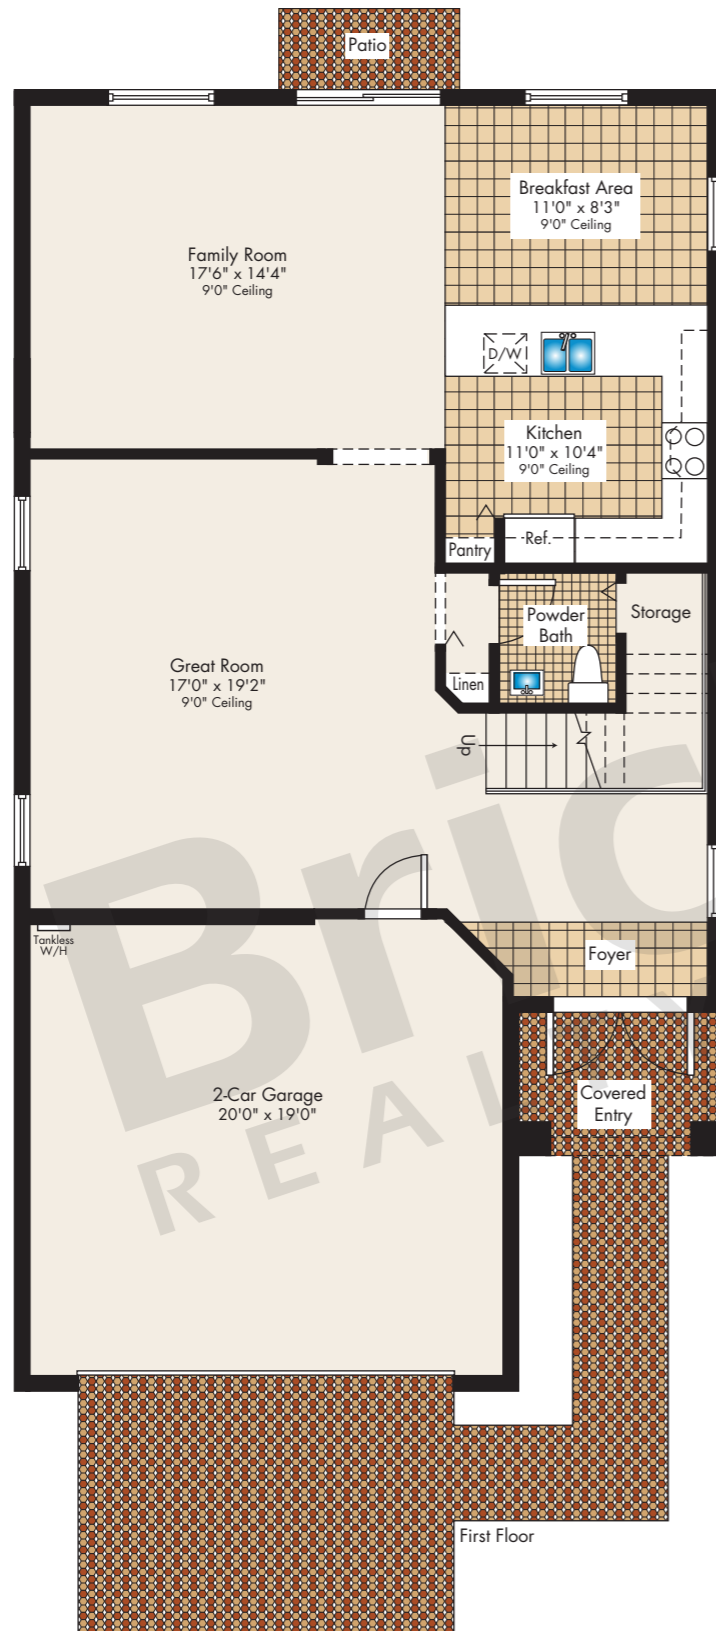 Patio
Breakfast Area
11'0" x 8'3"
9'0" Ceiling
Family Room
17'6" x 14'4"
9'0" Ceiling
D/W
Kitchen
11'0" x 10'4"
9'0" Ceiling
Pantry
Ref.
Powder
Bath
Storage
Great Room
17'0" x 19'2"
9'0" Ceiling
Linen
Up
Bric
REALTY
Tankless
W/H
Foyer
2-Car Garage
20'0" x 19'0"
Covered
Entry
First Floor